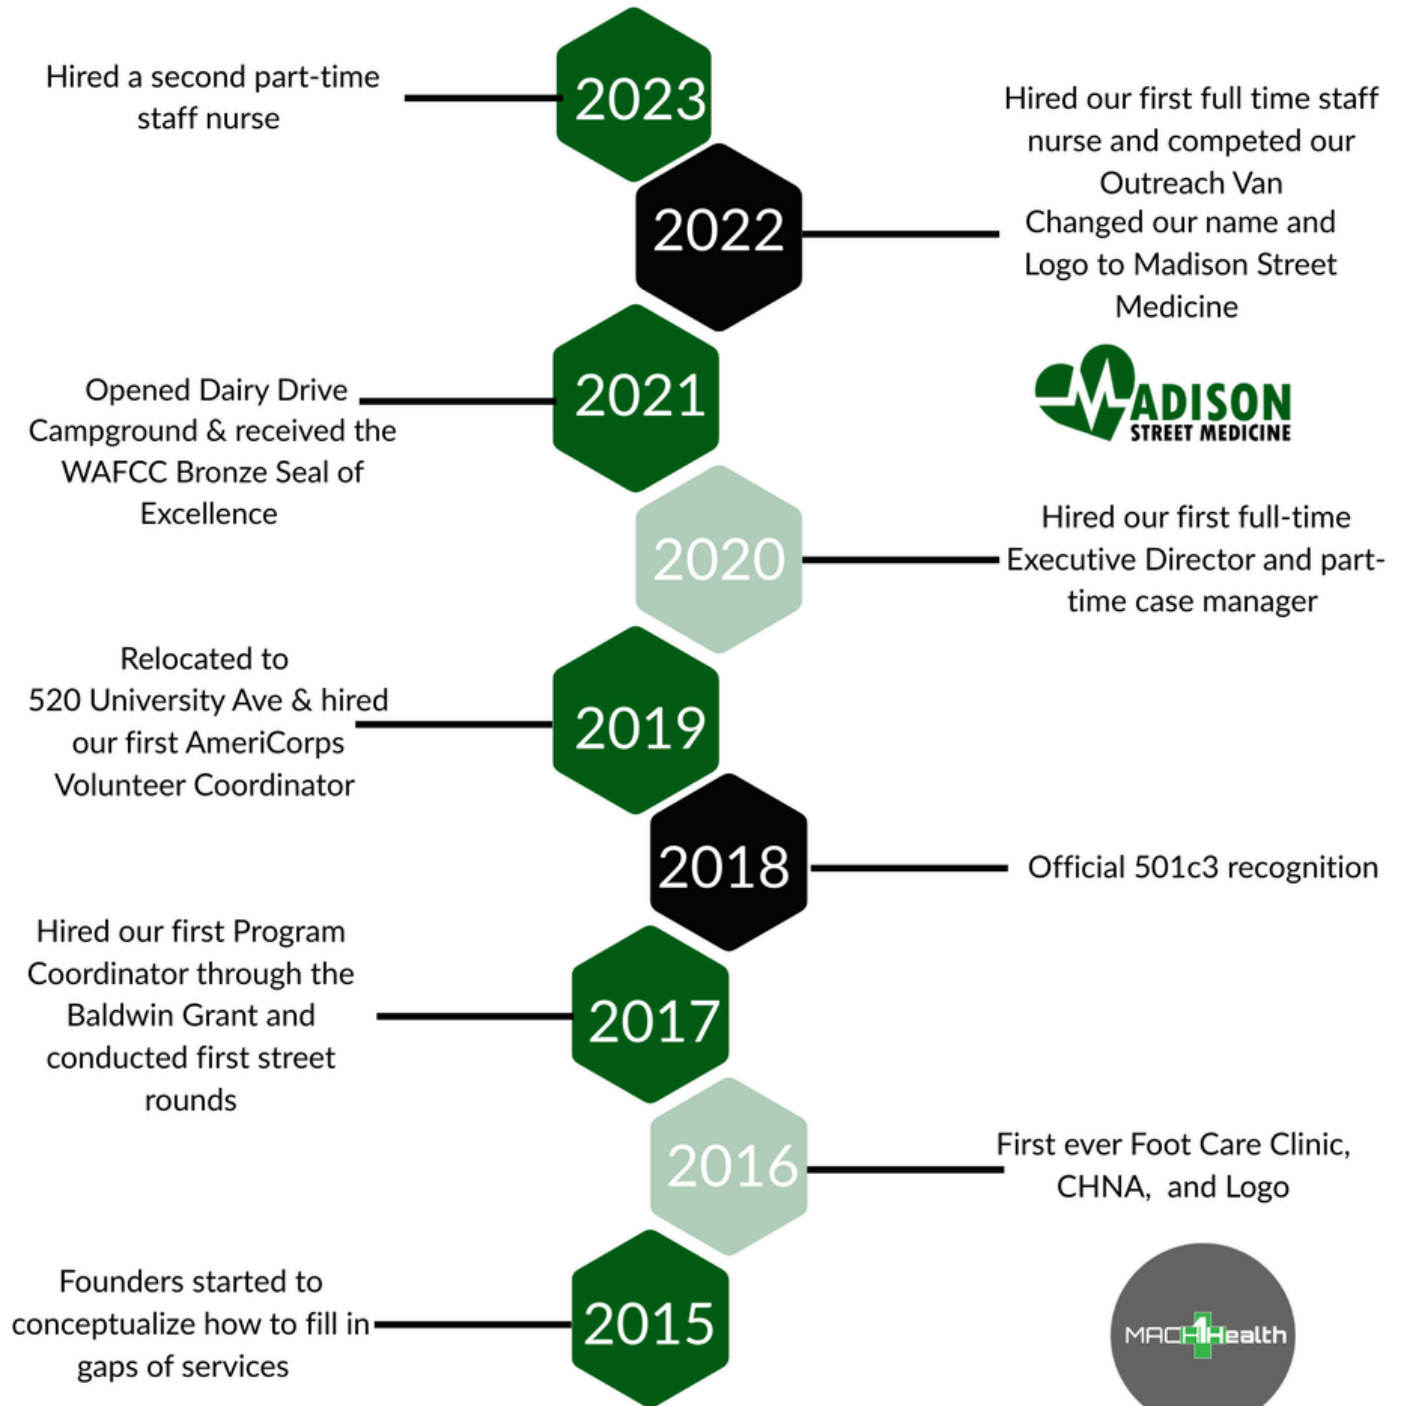 2023
Hired a second part-time
staff nurse
2022
Hired our first full time staff
nurse and competed our
Outreach Van
Changed our name and
Logo to Madison Street
Medicine
MADISON
STREET MEDICINE
2021
Opened Dairy Drive
Campground & received the
WAFCC Bronze Seal of
Excellence
2020
Hired our first full-time
Executive Director and part-
time case manager
2019
Relocated to
520 University Ave & hired
our first AmeriCorps
Volunteer Coordinator
2018
Official 501c3 recognition
2017
Hired our first Program
Coordinator through the
Baldwin Grant and
conducted first street
rounds
2016
First ever Foot Care Clinic,
CHNA,  and Logo
2015
Founders started to
conceptualize how to fill in
gaps of services
MACH1Health